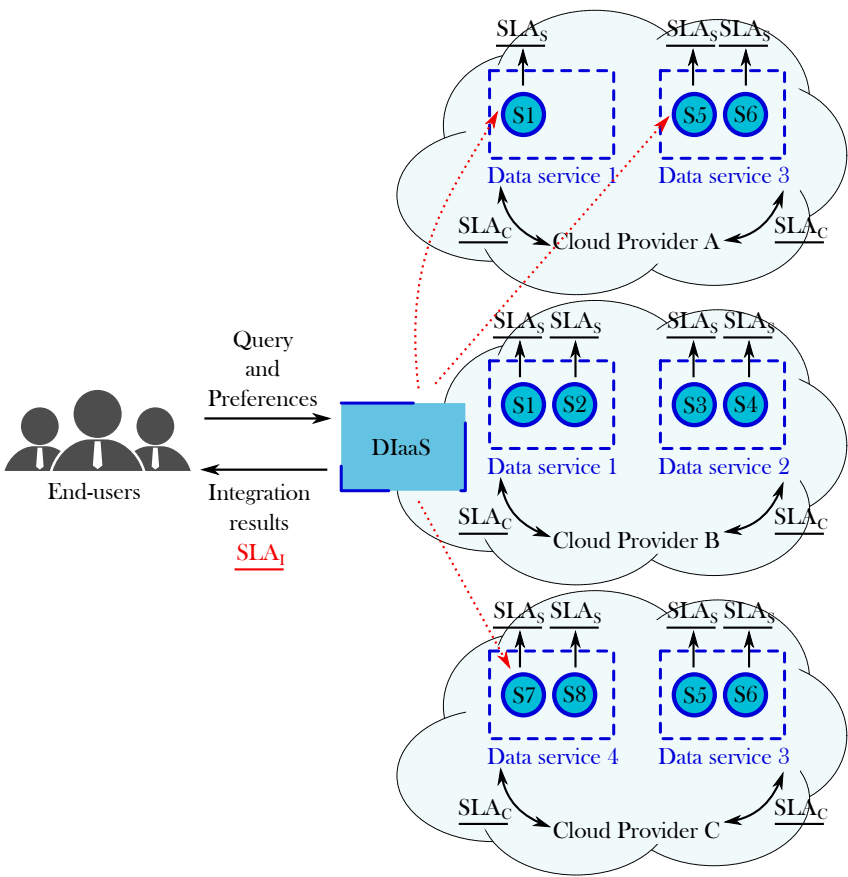 SLAS
SLAS SLAS
S1
S5 S6
Data service 1
Data service 3
SLAC
Cloud Provider A
SLAC
Query
and
Preferences
DIaaS
End-users
Integration
results
SLAI
SLAS SLAS
SLAS SLAS
S1 S2
S3 S4
Data service 1
Data service 2
SLAC
Cloud Provider B
SLAC
SLAS SLAS
SLAS SLAS
S7 S8
S5 S6
Data service 4
Data service 3
SLAC
Cloud Provider C
SLAC